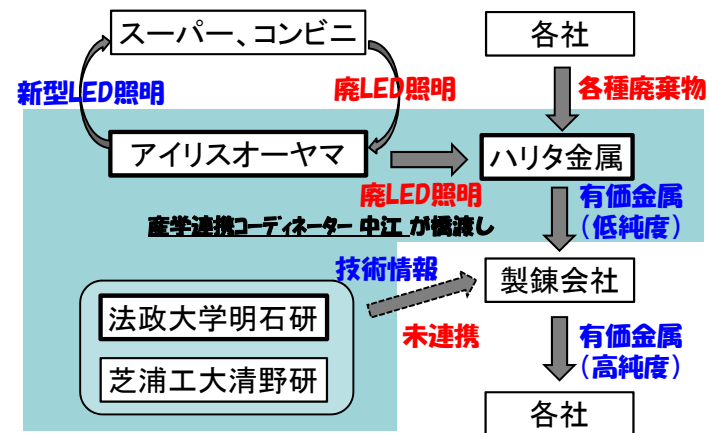 スーパー、コンビニ
各社
新型LED照明
廃LED照明
各種廃棄物
アイリスオーヤマ
ハリタ金属
廃LED照明
有価金属
(低純度)
産学連携コーディネーター 中江 が橋渡し
技術情報
製錬会社
法政大学明石研
未連携
有価金属
(高純度)
芝浦工大清野研
各社